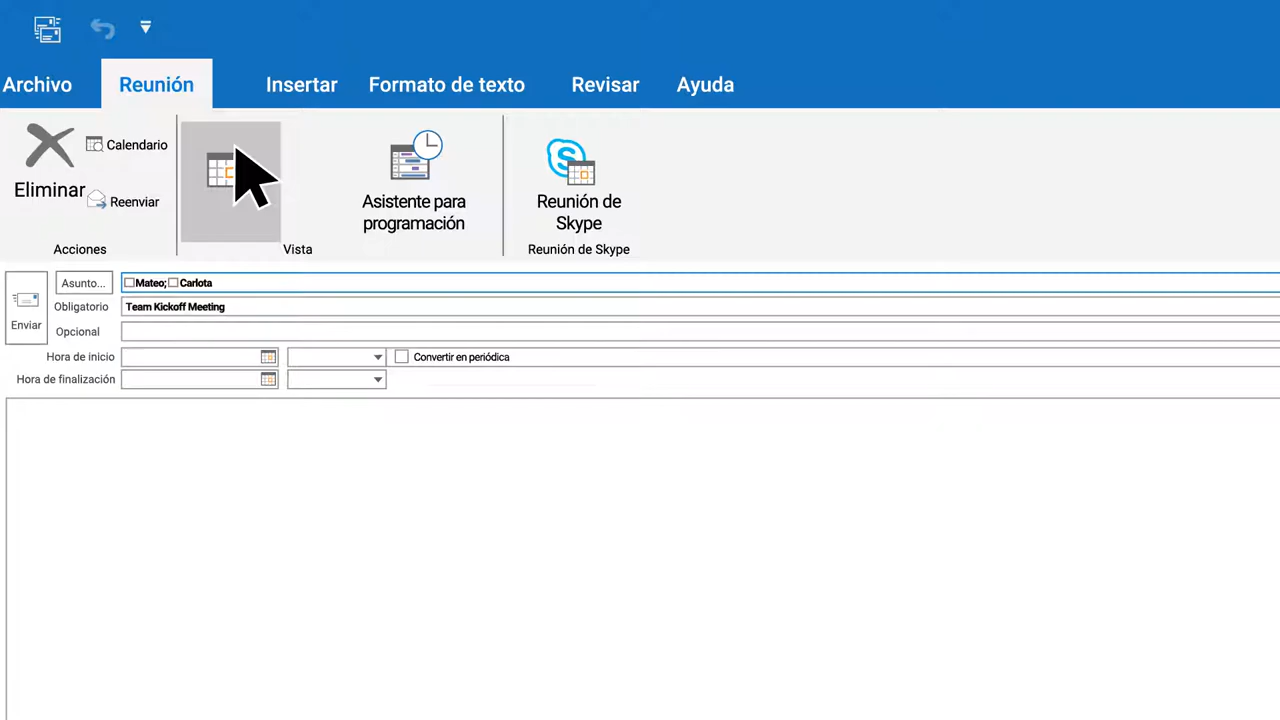 Archivo Reunión Insertar Formato de texto Revisar Ayuda
Eliminar
Calendario
Reenviar
Acciones
Vista
Asistente para
programación
Reunión de
Skype
Reunión de Skype
Enviar
Asunto... Mateo; Carlota
Obligatorio Team Kickoff Meeting
Opcional
Hora de inicio Convertir en periódica
Hora de finalización